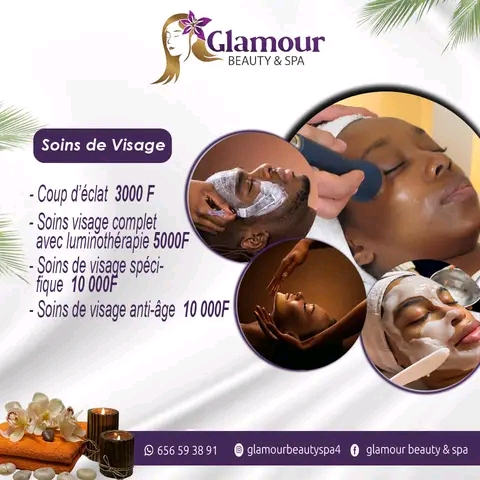 Glamour
BEAUTY & SPA
Soins de Visage
- Coup d'éclat 3000 F
- Soins visage complet
avec luminothérapie 5000F
- Soins de visage spéci-
fique 10 000F
- Soins de visage anti-âge 10 000F
656 59 38 91 glamourbeautyspa4 glamour beauty & spa